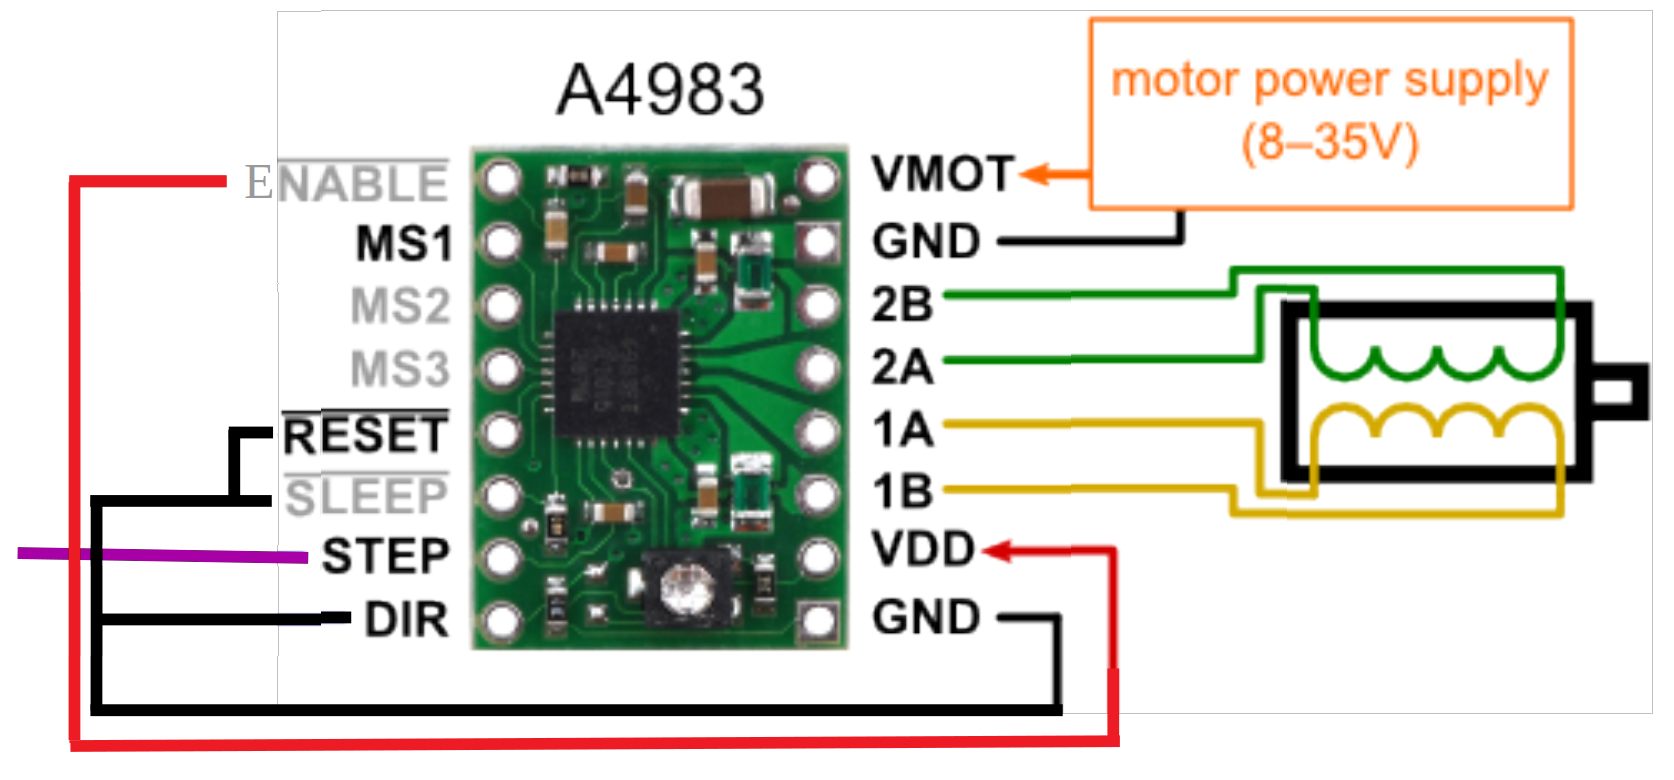 A4983
motor power supply
(8–35V)
ENABLE
MS1
MS2
MS3
RESET
SLEEP
STEP
DIR
VMOT
GND
2B
2A
1A
1B
VDD
GND